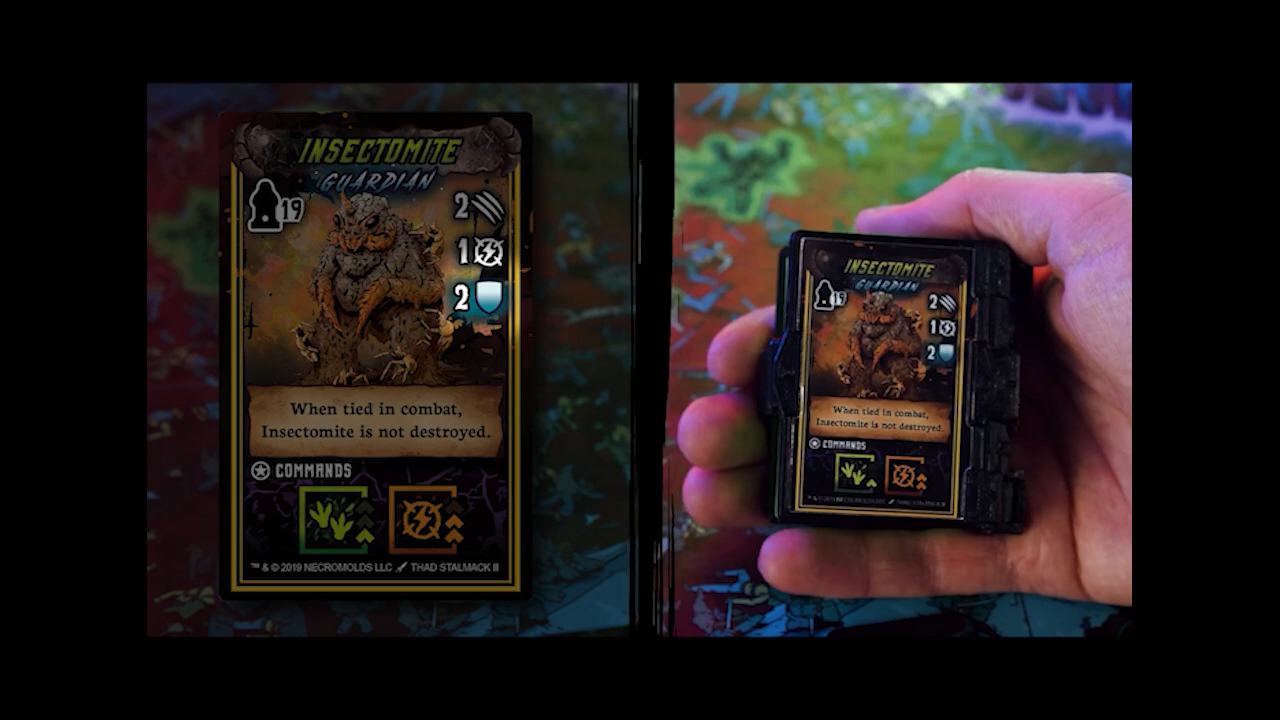 INSECTOMITE
GUARDIAN
19
2
1
2
When tied in combat,
Insectomite is not destroyed.
COMMANDS
™ & © 2019 NECROMOLDS LLC THAD STALMACK II
INSECTOMITE
GUARDIAN
19
2
1
2
When tied in combat,
Insectomite is not destroyed.
COMMANDS